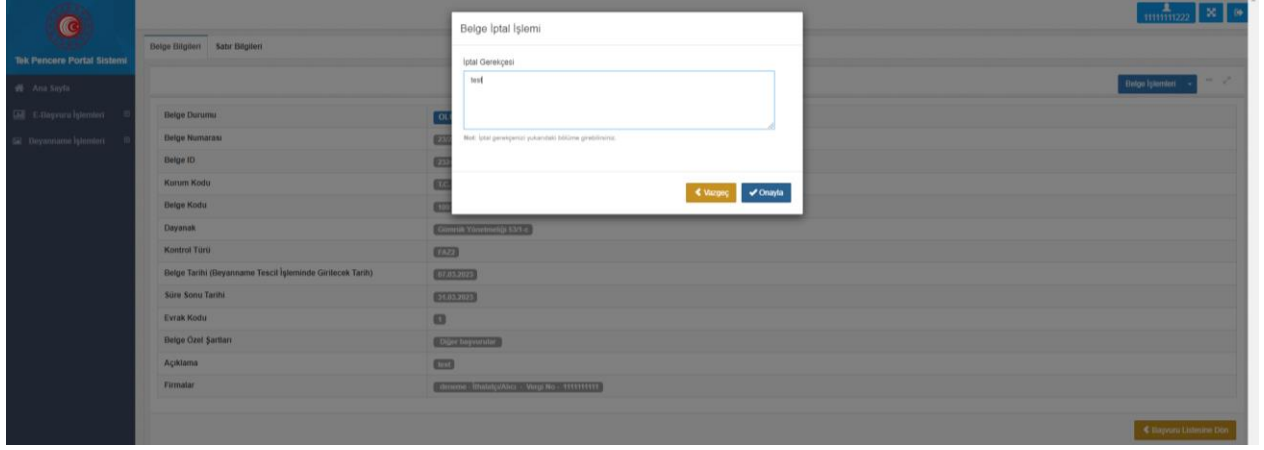 11111111222
Belge İptal İşlemi
Tek Pencere Portal Sistemi
Belge Bilgileri Satır Bilgileri
İptal Gerekçesi
test
Ana Sayfa
Belge İşlemleri
E-Başvuru İşlemleri
Beyanname İşlemleri
Not: İptal gerekçenizi yukarıdaki bölüme girebilirsiniz.
Vazgeç Onayla
Belge Durumu
Belge Numarası
Belge ID
Kurum Kodu
Belge Kodu
Dayanak Gümrük Yönetmeliği 53/1-c
Kontrol Türü FAZ2
Belge Tarihi (Beyanname Tescil İşleminde Girilecek Tarih) 07.03.2023
Süre Sonu Tarihi 31.03.2023
Evrak Kodu 1
Belge Özel Şartları Diğer başvurular
Açıklama test
Firmalar deneme - İthalatçı/Alıcı - Vergi No - 1111111111
Başvuru Listesine Dön